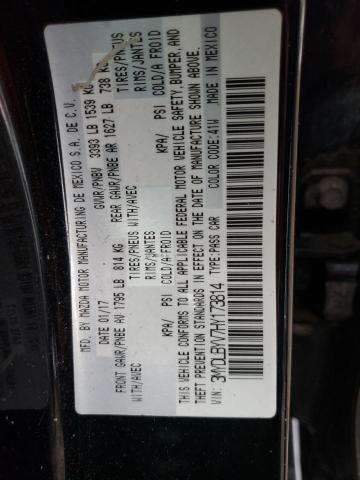 MFD. BY MAZDA MOTOR MANUFACTURING DE MEXICO S.A. DE C.V.
DATE 01/17 GVWR/PNBV 3393 LB 1539 KG
FRONT GAWR/PNBE AV 1795 LB 814 KG REAR GAWR/PNBE AR 1627 LB 738 KG
WITH/AVEC TIRES/PNEUS WITH/AVEC TIRES/PNEUS
RIMS/JANTES RIMS/JANTES
KPA/ PSI COLD/A FROID KPA/ PSI COLD/A FROID
THIS VEHICLE CONFORMS TO ALL APPLICABLE FEDERAL MOTOR VEHICLE SAFETY, BUMPER, AND
THEFT PREVENTION STANDARDS IN EFFECT ON THE DATE OF MANUFACTURE SHOWN ABOVE.
VIN: 3MYDLBYV7HY173814 TYPE: PASS CAR COLOR CODE: 41W MADE IN MEXICO